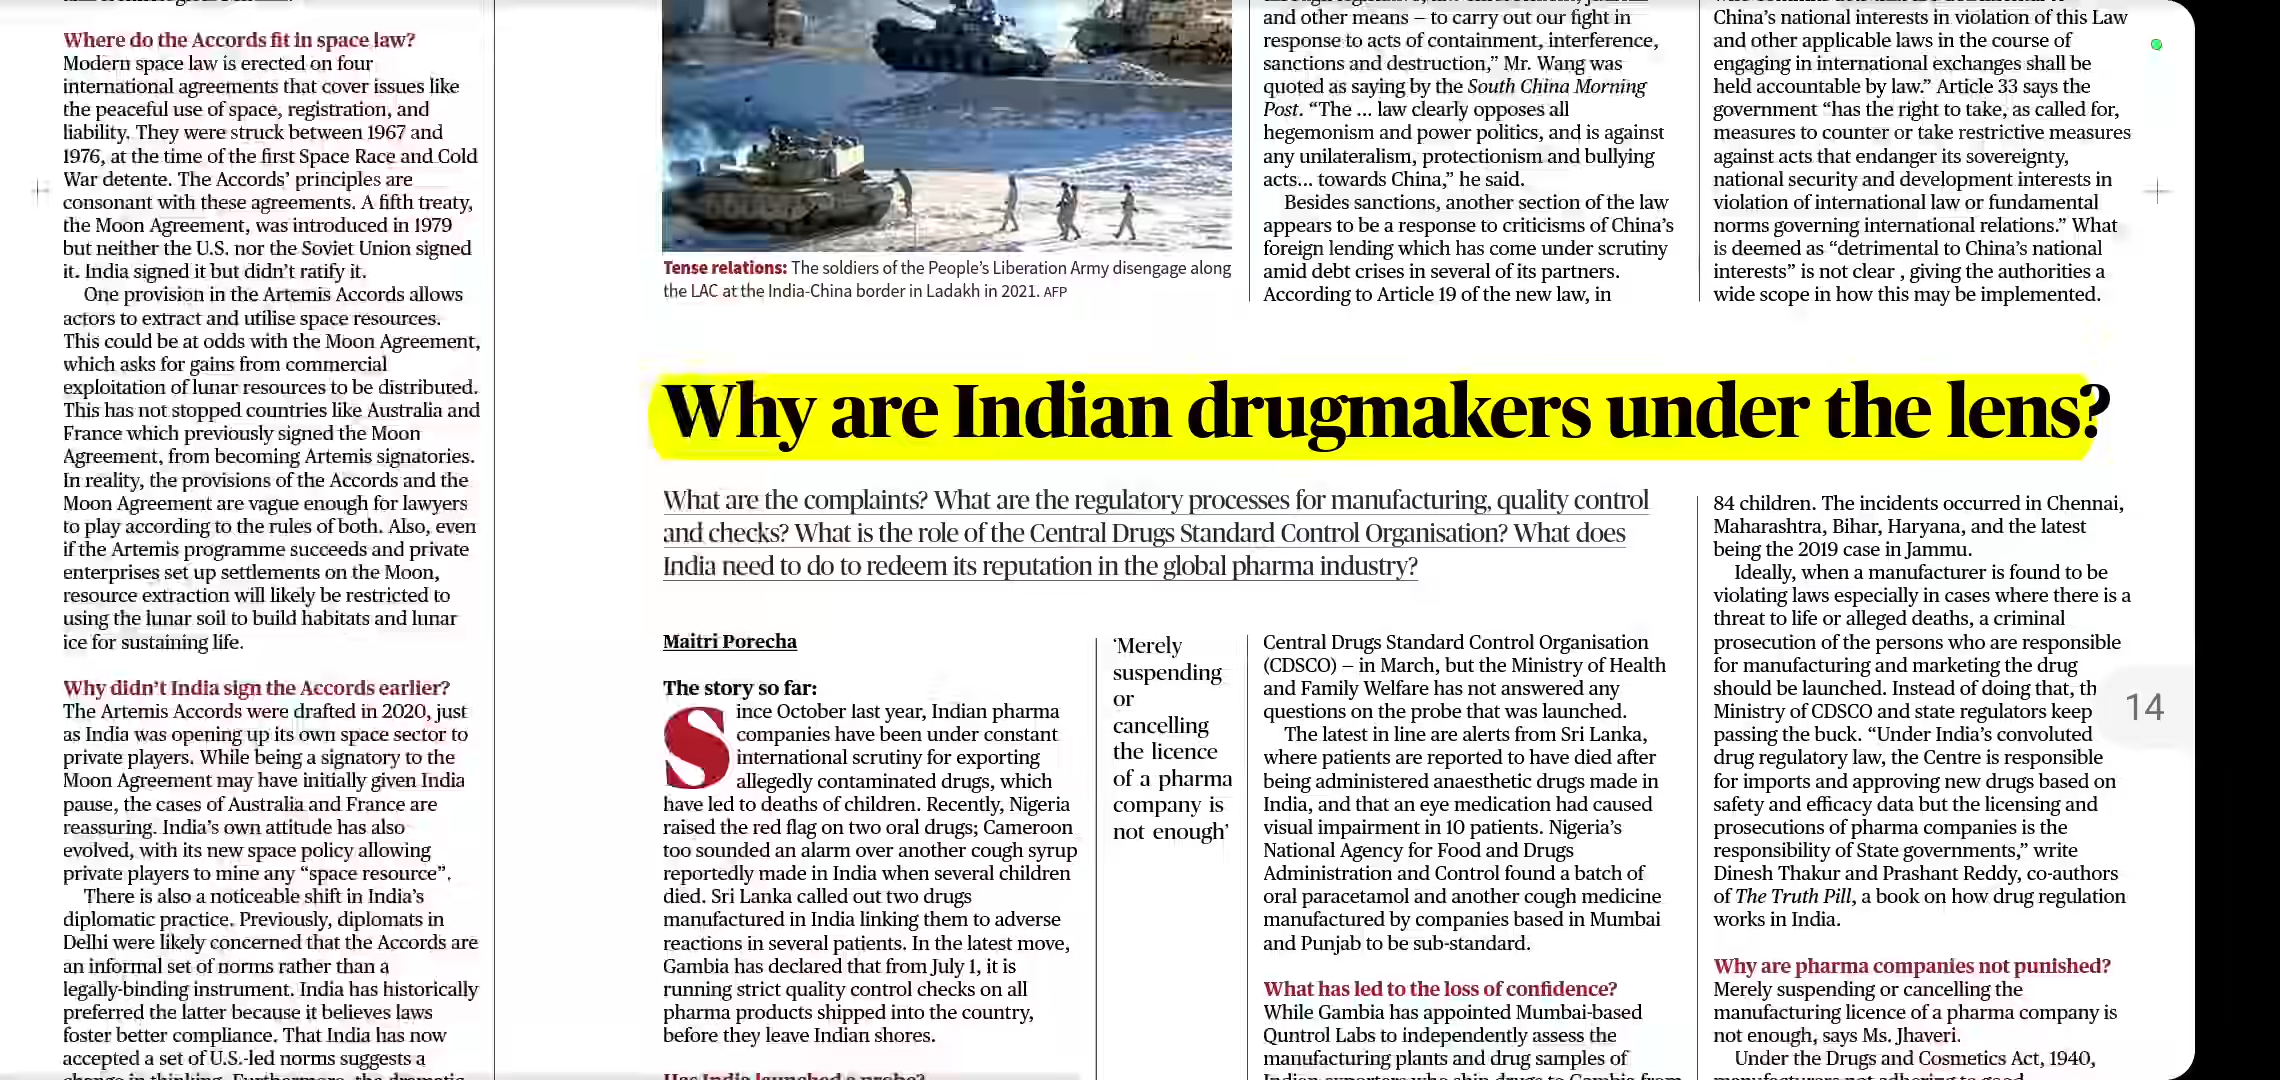 Where do the Accords fit in space law?
Modern space law is erected on four
international agreements that cover issues like
the peaceful use of space, registration, and
liability. They were struck between 1967 and
1976, at the time of the first Space Race and Cold
War detente. The Accords’ principles are
consonant with these agreements. A fifth treaty,
the Moon Agreement, was introduced in 1979
but neither the U.S. nor the Soviet Union signed
it. India signed it but didn’t ratify it.
One provision in the Artemis Accords allows
actors to extract and utilise space resources.
This could be at odds with the Moon Agreement,
which asks for gains from commercial
exploitation of lunar resources to be distributed.
This has not stopped countries like Australia and
France which previously signed the Moon
Agreement, from becoming Artemis signatories.
In reality, the provisions of the Accords and the
Moon Agreement are vague enough for lawyers
to play according to the rules of both. Also, even
if the Artemis programme succeeds and private
enterprises set up settlements on the Moon,
resource extraction will likely be restricted to
using the lunar soil to build habitats and lunar
ice for sustaining life.
Why didn’t India sign the Accords earlier?
The Artemis Accords were drafted in 2020, just
as India was opening up its own space sector to
private players. While being a signatory to the
Moon Agreement may have initially given India
pause, the cases of Australia and France are
reassuring. India’s own attitude has also
evolved, with its new space policy allowing
private players to mine any “space resource”.
There is also a noticeable shift in India’s
diplomatic practice. Previously, diplomats in
Delhi were likely concerned that the Accords are
an informal set of norms rather than a
legally-binding instrument. India has historically
preferred the latter because it believes laws
foster better compliance. That India has now
accepted a set of U.S.-led norms suggests a
Tense relations: The soldiers of the People’s Liberation Army disengage along
the LAC at the India-China border in Ladakh in 2021. AFP
and other means – to carry out our fight in
response to acts of containment, interference,
sanctions and destruction,” Mr. Wang was
quoted as saying by the South China Morning
Post. “The ... law clearly opposes all
hegemonism and power politics, and is against
any unilateralism, protectionism and bullying
acts... towards China,” he said.
Besides sanctions, another section of the law
appears to be a response to criticisms of China’s
foreign lending which has come under scrutiny
amid debt crises in several of its partners.
According to Article 19 of the new law, in
China’s national interests in violation of this Law
and other applicable laws in the course of
engaging in international exchanges shall be
held accountable by law.” Article 33 says the
government “has the right to take, as called for,
measures to counter or take restrictive measures
against acts that endanger its sovereignty,
national security and development interests in
violation of international law or fundamental
norms governing international relations.” What
is deemed as “detrimental to China’s national
interests” is not clear , giving the authorities a
wide scope in how this may be implemented.
Why are Indian drugmakers under the lens?
What are the complaints? What are the regulatory processes for manufacturing, quality control
and checks? What is the role of the Central Drugs Standard Control Organisation? What does
India need to do to redeem its reputation in the global pharma industry?
Maitri Porecha
The story so far:
Since October last year, Indian pharma
companies have been under constant
international scrutiny for exporting
allegedly contaminated drugs, which
have led to deaths of children. Recently, Nigeria
raised the red flag on two oral drugs; Cameroon
too sounded an alarm over another cough syrup
reportedly made in India when several children
died. Sri Lanka called out two drugs
manufactured in India linking them to adverse
reactions in several patients. In the latest move,
Gambia has declared that from July 1, it is
running strict quality control checks on all
pharma products shipped into the country,
before they leave Indian shores.
Has India launched a probe?
‘Merely
suspending
or
cancelling
the licence
of a pharma
company is
not enough’
Central Drugs Standard Control Organisation
(CDSCO) – in March, but the Ministry of Health
and Family Welfare has not answered any
questions on the probe that was launched.
The latest in line are alerts from Sri Lanka,
where patients are reported to have died after
being administered anaesthetic drugs made in
India, and that an eye medication had caused
visual impairment in 10 patients. Nigeria’s
National Agency for Food and Drugs
Administration and Control found a batch of
oral paracetamol and another cough medicine
manufactured by companies based in Mumbai
and Punjab to be sub-standard.
What has led to the loss of confidence?
While Gambia has appointed Mumbai-based
Quntrol Labs to independently assess the
manufacturing plants and drug samples of
Indian exporters who ship drugs to Gambia from
84 children. The incidents occurred in Chennai,
Maharashtra, Bihar, Haryana, and the latest
being the 2019 case in Jammu.
Ideally, when a manufacturer is found to be
violating laws especially in cases where there is a
threat to life or alleged deaths, a criminal
prosecution of the persons who are responsible
for manufacturing and marketing the drug
should be launched. Instead of doing that, th
Ministry of CDSCO and state regulators keep
passing the buck. “Under India’s convoluted
drug regulatory law, the Centre is responsible
for imports and approving new drugs based on
safety and efficacy data but the licensing and
prosecutions of pharma companies is the
responsibility of State governments,” write
Dinesh Thakur and Prashant Reddy, co-authors
of The Truth Pill, a book on how drug regulation
works in India.
Why are pharma companies not punished?
Merely suspending or cancelling the
manufacturing licence of a pharma company is
not enough, says Ms. Jhaveri.
Under the Drugs and Cosmetics Act, 1940,
14